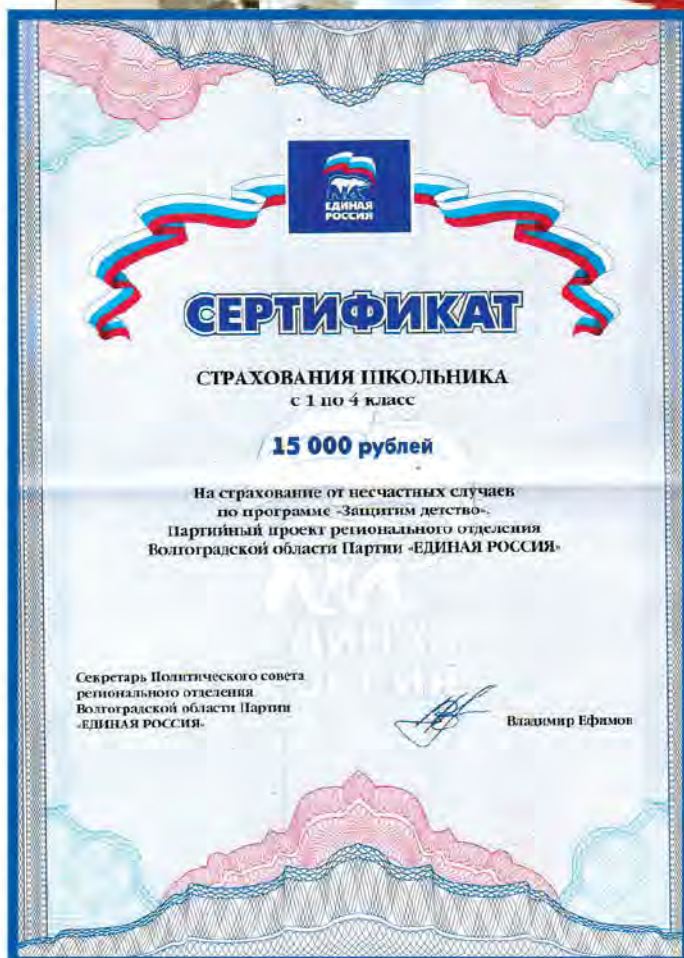 ЕДИНАЯ
РОССИЯ
СЕРТИФИКАТ
СТРАХОВАНИЯ ШКОЛЬНИКА
с 1 по 4 класс
15 000 рублей
На страхование от несчастных случаев
по программе «Защитим детство».
Партийный проект регионального отделения
Волгоградской области Партии «ЕДИНАЯ РОССИЯ»
Секретарь Политического совета
регионального отделения
Волгоградской области Партии
«ЕДИНАЯ РОССИЯ»
Владимир Ефимов